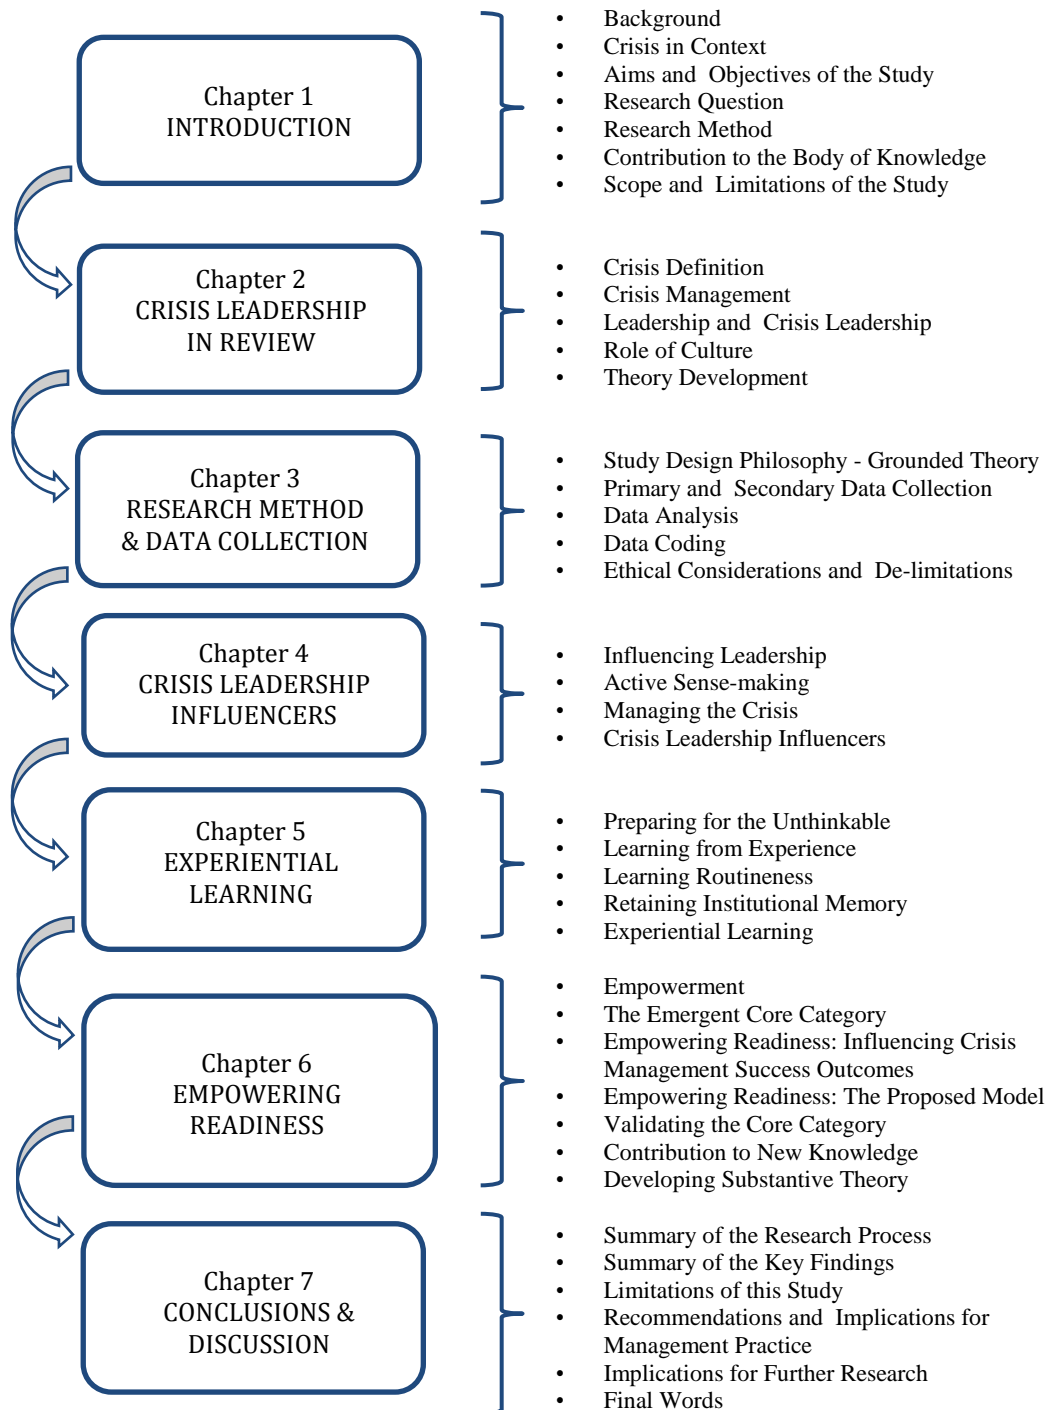 Chapter 1
INTRODUCTION
• Background
• Crisis in Context
• Aims and Objectives of the Study
• Research Question
• Research Method
• Contribution to the Body of Knowledge
• Scope and Limitations of the Study
Chapter 2
CRISIS LEADERSHIP
IN REVIEW
• Crisis Definition
• Crisis Management
• Leadership and Crisis Leadership
• Role of Culture
• Theory Development
Chapter 3
RESEARCH METHOD
& DATA COLLECTION
• Study Design Philosophy - Grounded Theory
• Primary and Secondary Data Collection
• Data Analysis
• Data Coding
• Ethical Considerations and De-limitations
Chapter 4
CRISIS LEADERSHIP
INFLUENCERS
• Influencing Leadership
• Active Sense-making
• Managing the Crisis
• Crisis Leadership Influencers
Chapter 5
EXPERIENTIAL
LEARNING
• Preparing for the Unthinkable
• Learning from Experience
• Learning Routineness
• Retaining Institutional Memory
• Experiential Learning
Chapter 6
EMPOWERING
READINESS
• Empowerment
• The Emergent Core Category
• Empowering Readiness: Influencing Crisis
Management Success Outcomes
• Empowering Readiness: The Proposed Model
• Validating the Core Category
• Contribution to New Knowledge
• Developing Substantive Theory
Chapter 7
CONCLUSIONS &
DISCUSSION
• Summary of the Research Process
• Summary of the Key Findings
• Limitations of this Study
• Recommendations and Implications for
Management Practice
• Implications for Further Research
• Final Words